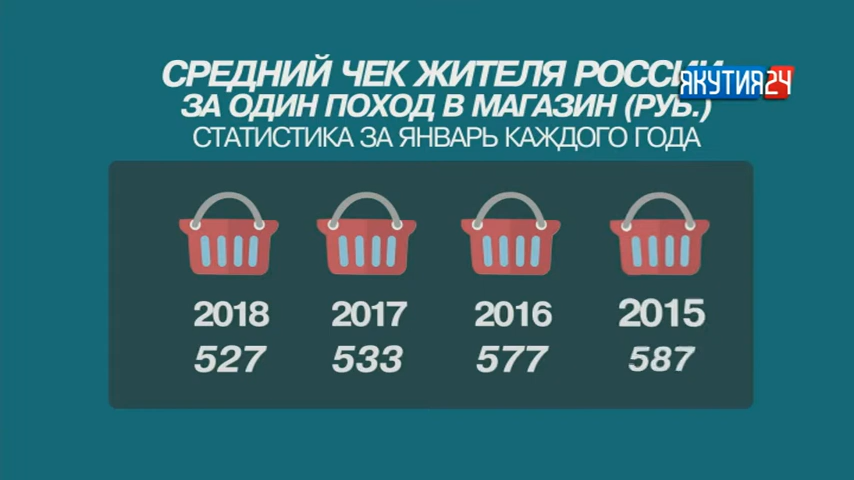 СРЕДНИЙ ЧЕК ЖИТЕЛЯ РОССИИ
ЯКУТИЯ24
ЗА ОДИН ПОХОД В МАГАЗИН (РУБ.)
СТАТИСТИКА ЗА ЯНВАРЬ КАЖДОГО ГОДА
2018 2017 2016 2015
527 533 577 587